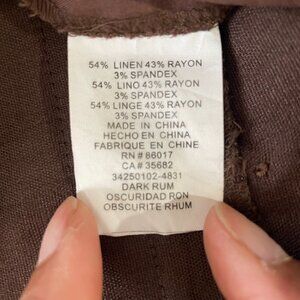 54% LINEN 43% RAYON
3% SPANDEX
54% LINO 43% RAYON
3% SPANDEX
54% LINGE 43% RAYON
3% SPANDEX
MADE IN CHINA
HECHO EN CHINA
FABRIQUE EN CHINE
RN # 86017
CA# 35682
34250102-4831
DARK RUM
OSCURIDAD RON
OBSCURITE RHUM